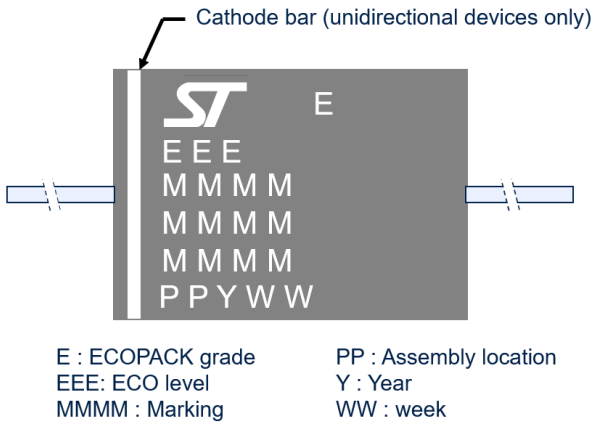 Cathode bar (unidirectional devices only)
ST E
E E E
M M M M
M M M M
M M M M
P P Y W W
E : ECOPACK grade
EEE: ECO level
MMMM : Marking
PP : Assembly location
Y : Year
WW : week